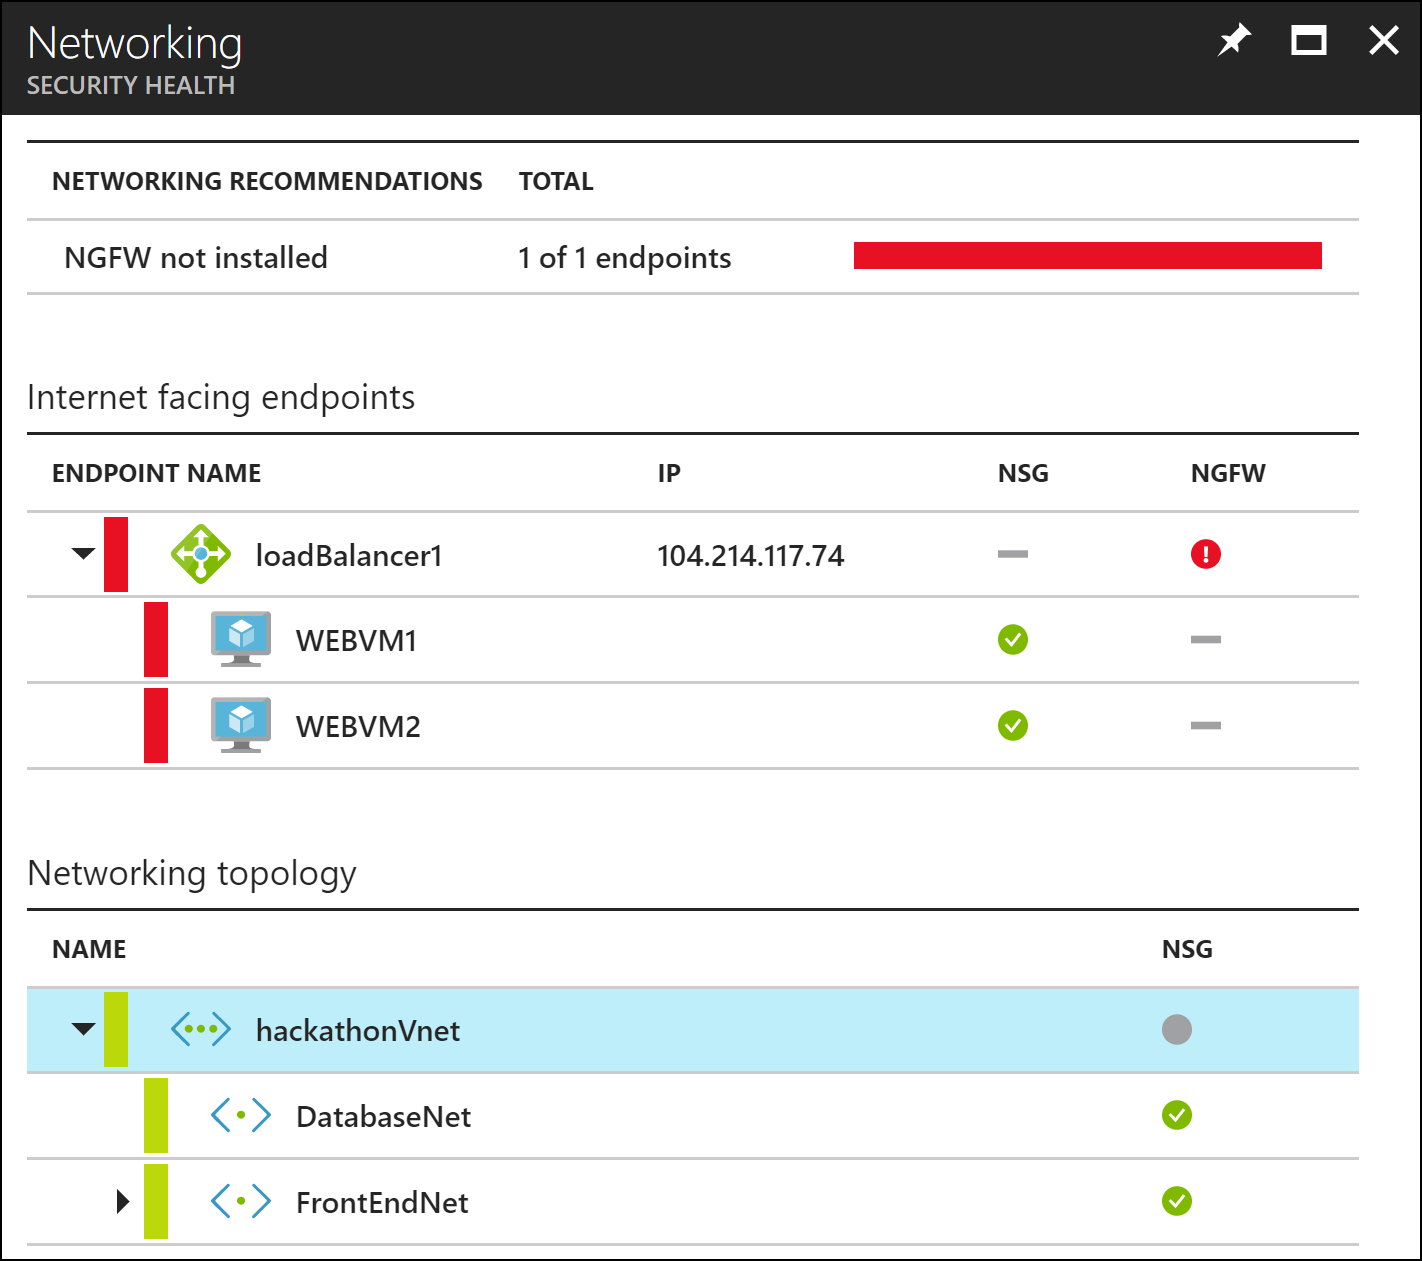 Networking
SECURITY HEALTH
NETWORKING RECOMMENDATIONS TOTAL
NGFW not installed 1 of 1 endpoints
Internet facing endpoints
ENDPOINT NAME IP NSG NGFW
loadBalancer1 104.214.117.74
WEBVM1
WEBVM2
Networking topology
NAME NSG
hackathonVnet
DatabaseNet
FrontEndNet